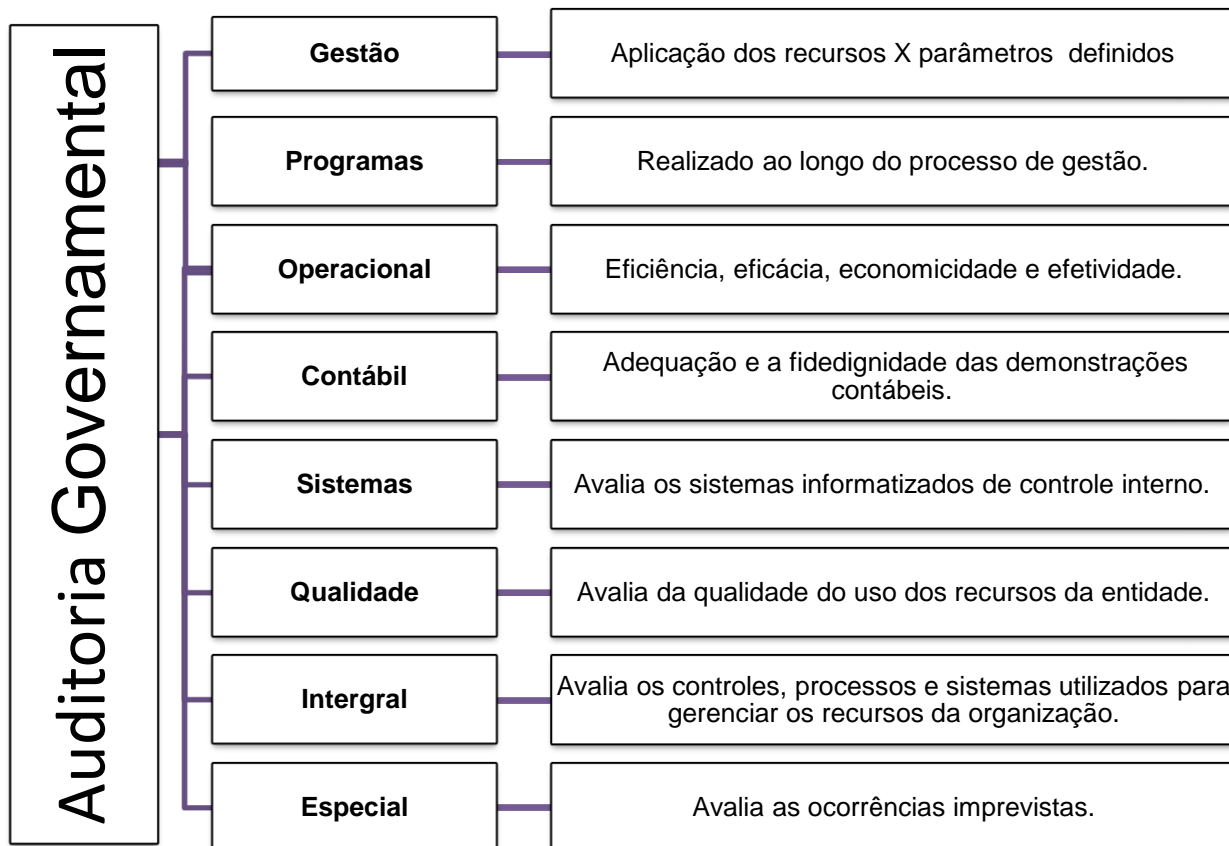 Auditoria Governamental
Gestão
Aplicação dos recursos X parâmetros  definidos
Programas
Realizado ao longo do processo de gestão.
Operacional
Eficiência, eficácia, economicidade e efetividade.
Contábil
Adequação e a fidedignidade das demonstrações
contábeis.
Sistemas
Avalia os sistemas informatizados de controle interno.
Qualidade
Avalia da qualidade do uso dos recursos da entidade.
Intergral
Avalia os controles, processos e sistemas utilizados para
gerenciar os recursos da organização.
Especial
Avalia as ocorrências imprevistas.